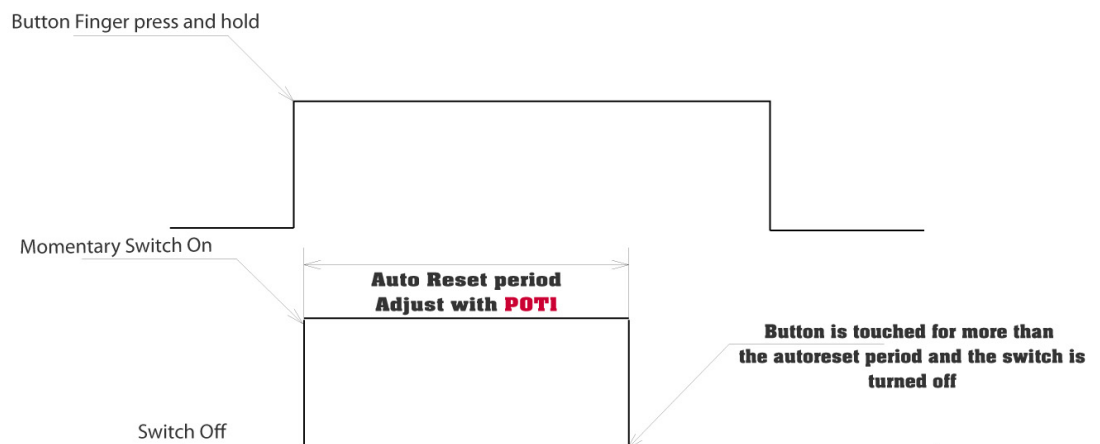 Button Finger press and hold
Momentary Switch On
Auto Reset period
Adjust with POT1
Button is touched for more than
the autoreset period and the switch is
turned off
Switch Off